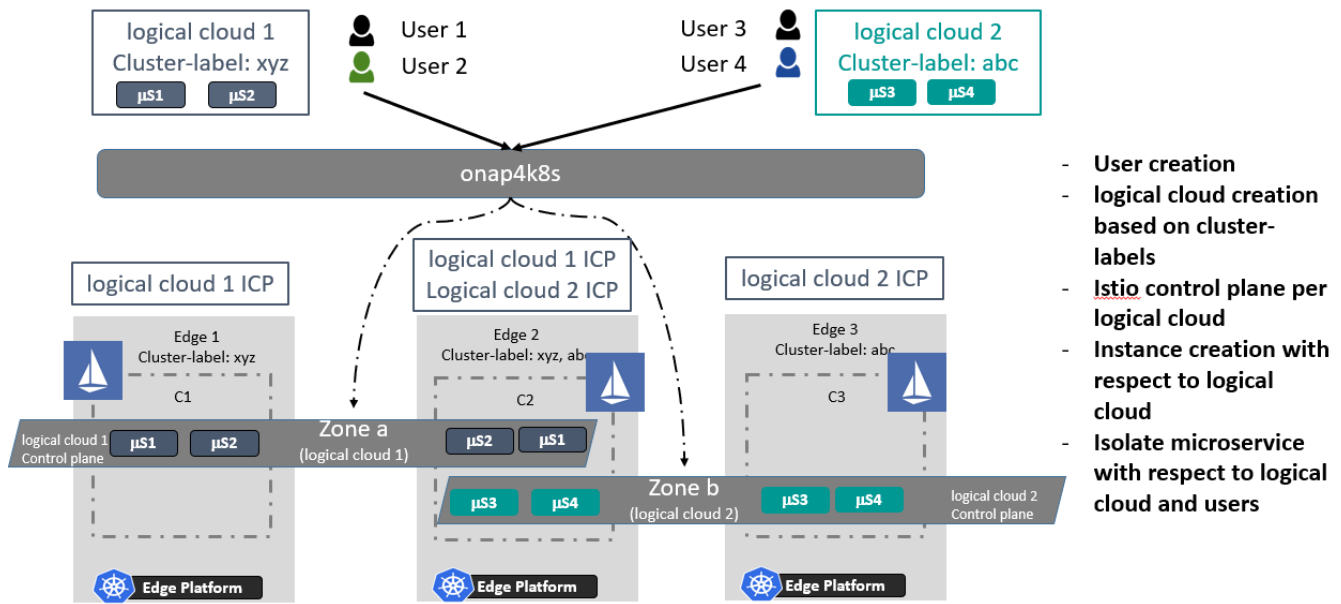 logical cloud 1
Cluster-label: xyz
µS1
µS2
User 1
User 2
User 3
User 4
logical cloud 2
Cluster-label: abc
µS3
µS4
onap4k8s
logical cloud 1 ICP
logical cloud 1 ICP
Logical cloud 2 ICP
logical cloud 2 ICP
Edge 1
Cluster-label: xyz
C1
Edge 2
Cluster-label: xyz, abc
C2
Edge 3
Cluster-label: abc
C3
logical cloud 1
Control plane
µS1
µS2
Zone a
(logical cloud 1)
µS2
µS1
µS3
µS4
Zone b
(logical cloud 2)
µS3
µS4
logical cloud 2
Control plane
Edge Platform
Edge Platform
Edge Platform
- User creation
- logical cloud creation
based on cluster-
labels
- Istio control plane per
logical cloud
- Instance creation with
respect to logical
cloud
- Isolate microservice
with respect to logical
cloud and users